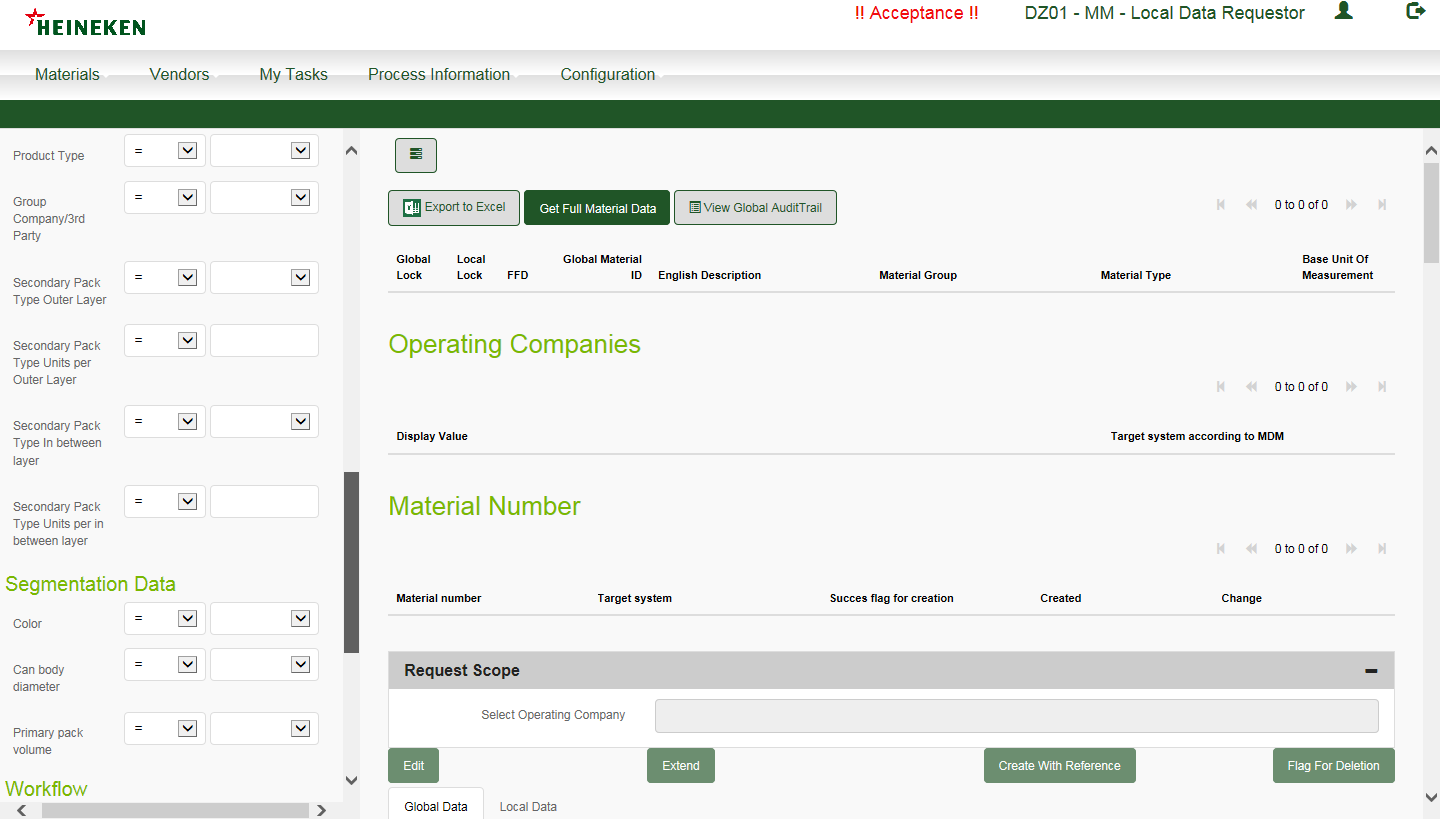 HEINEKEN
!! Acceptance !!
DZ01 - MM - Local Data Requestor
Materials
Vendors
My Tasks
Process Information
Configuration
Product Type
=
Group
Company/3rd
Party
=
Secondary Pack
Type Outer Layer
=
Secondary Pack
Type Units per
Outer Layer
=
Secondary Pack
Type In between
layer
=
Secondary Pack
Type Units per in
between layer
=
Segmentation Data
Color
=
Can body
diameter
=
Primary pack
volume
=
Workflow
Export to Excel
Get Full Material Data
View Global AuditTrail
0 to 0 of 0
Global
Lock
Local
Lock
FFD
Global Material
ID
English Description
Material Group
Material Type
Base Unit Of
Measurement
Operating Companies
0 to 0 of 0
Display Value
Target system according to MDM
Material Number
0 to 0 of 0
Material number
Target system
Succes flag for creation
Created
Change
Request Scope
Select Operating Company
Edit
Extend
Create With Reference
Flag For Deletion
Global Data
Local Data